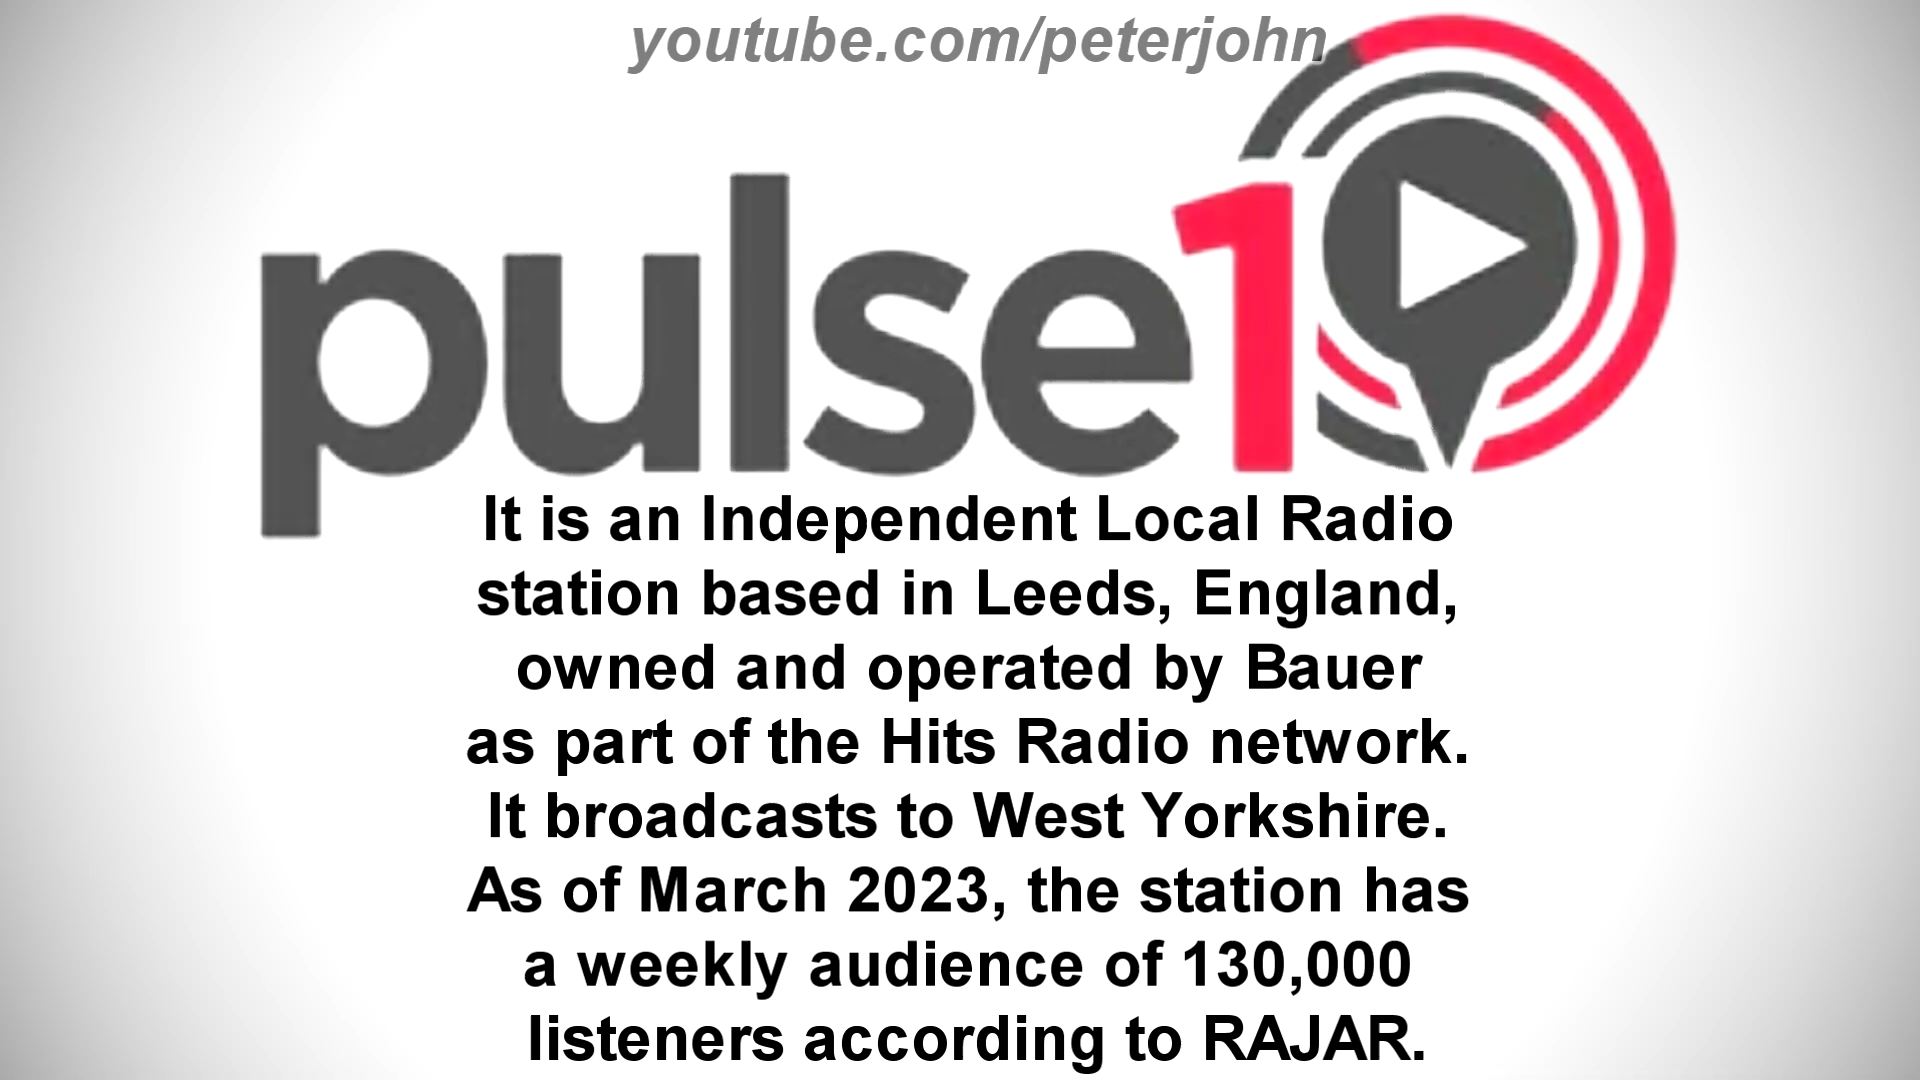 youtube.com/peterjohn
pulse1
It is an Independent Local Radio
station based in Leeds, England,
owned and operated by Bauer
as part of the Hits Radio network.
It broadcasts to West Yorkshire.
As of March 2023, the station has
a weekly audience of 130,000
listeners according to RAJAR.